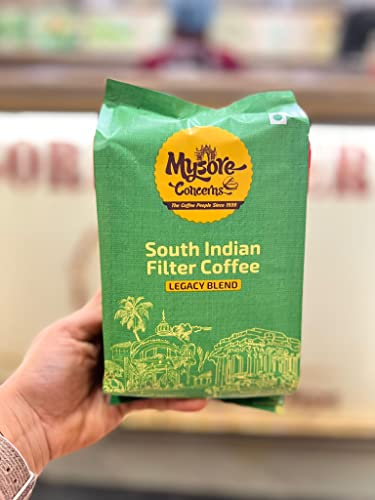 Mysore
Concerns
The Coffee People Since 1939
South Indian
Filter Coffee
LEGACY BLEND